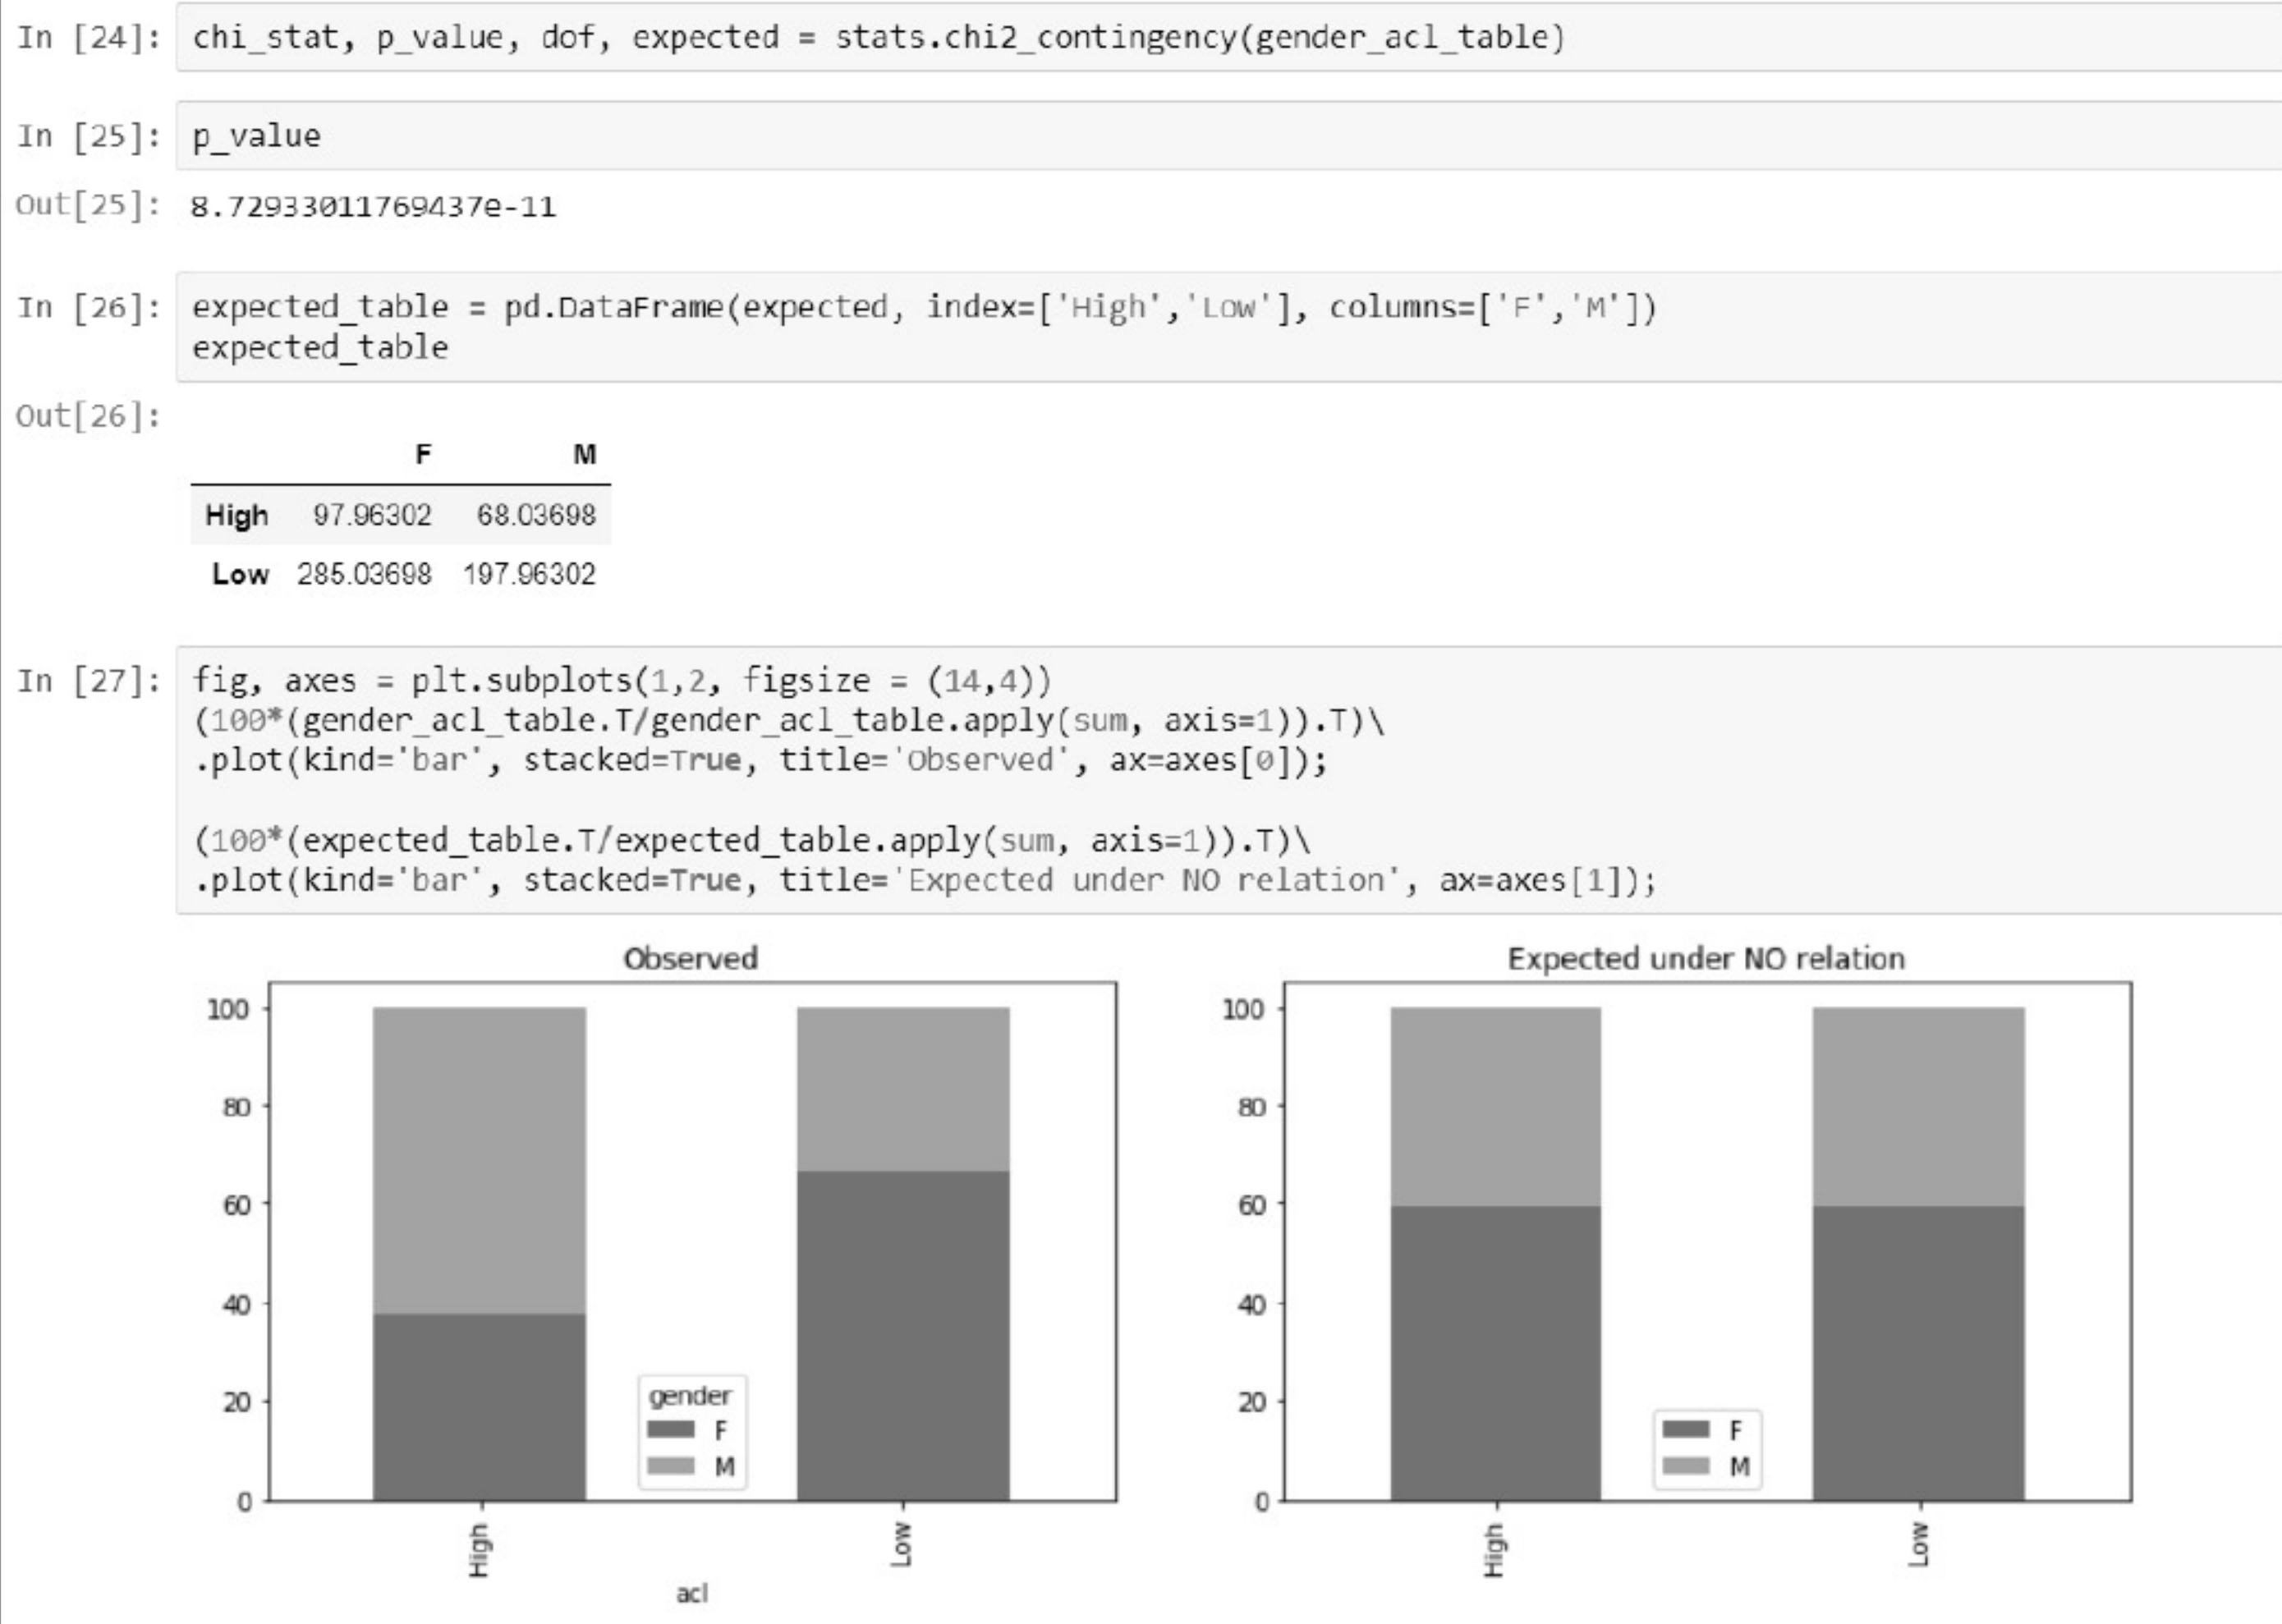 In [24]: chi_stat, p_value, dof, expected = stats.chi2_contingency(gender_acl_table)
In [25]: p_value
Out[25]: 8.72933011769437e-11
In [26]: expected_table = pd.DataFrame(expected, index=['High','Low'], columns=['F','M'])
expected_table
Out[26]:
F M
High 97.96302 68.03698
Low 285.03698 197.96302
In [27]: fig, axes = plt.subplots(1,2, figsize = (14,4))
(100*(gender_acl_table.T/gender_acl_table.apply(sum, axis=1)).T)\
.plot(kind='bar', stacked=True, title='Observed', ax=axes[0]);
(100*(expected_table.T/expected_table.apply(sum, axis=1)).T)\
.plot(kind='bar', stacked=True, title='Expected under NO relation', ax=axes[1]);
Observed
100
80
60
40
20
0
gender
F
M
High
Low
acl
Expected under NO relation
100
80
60
40
20
0
F
M
High
Low